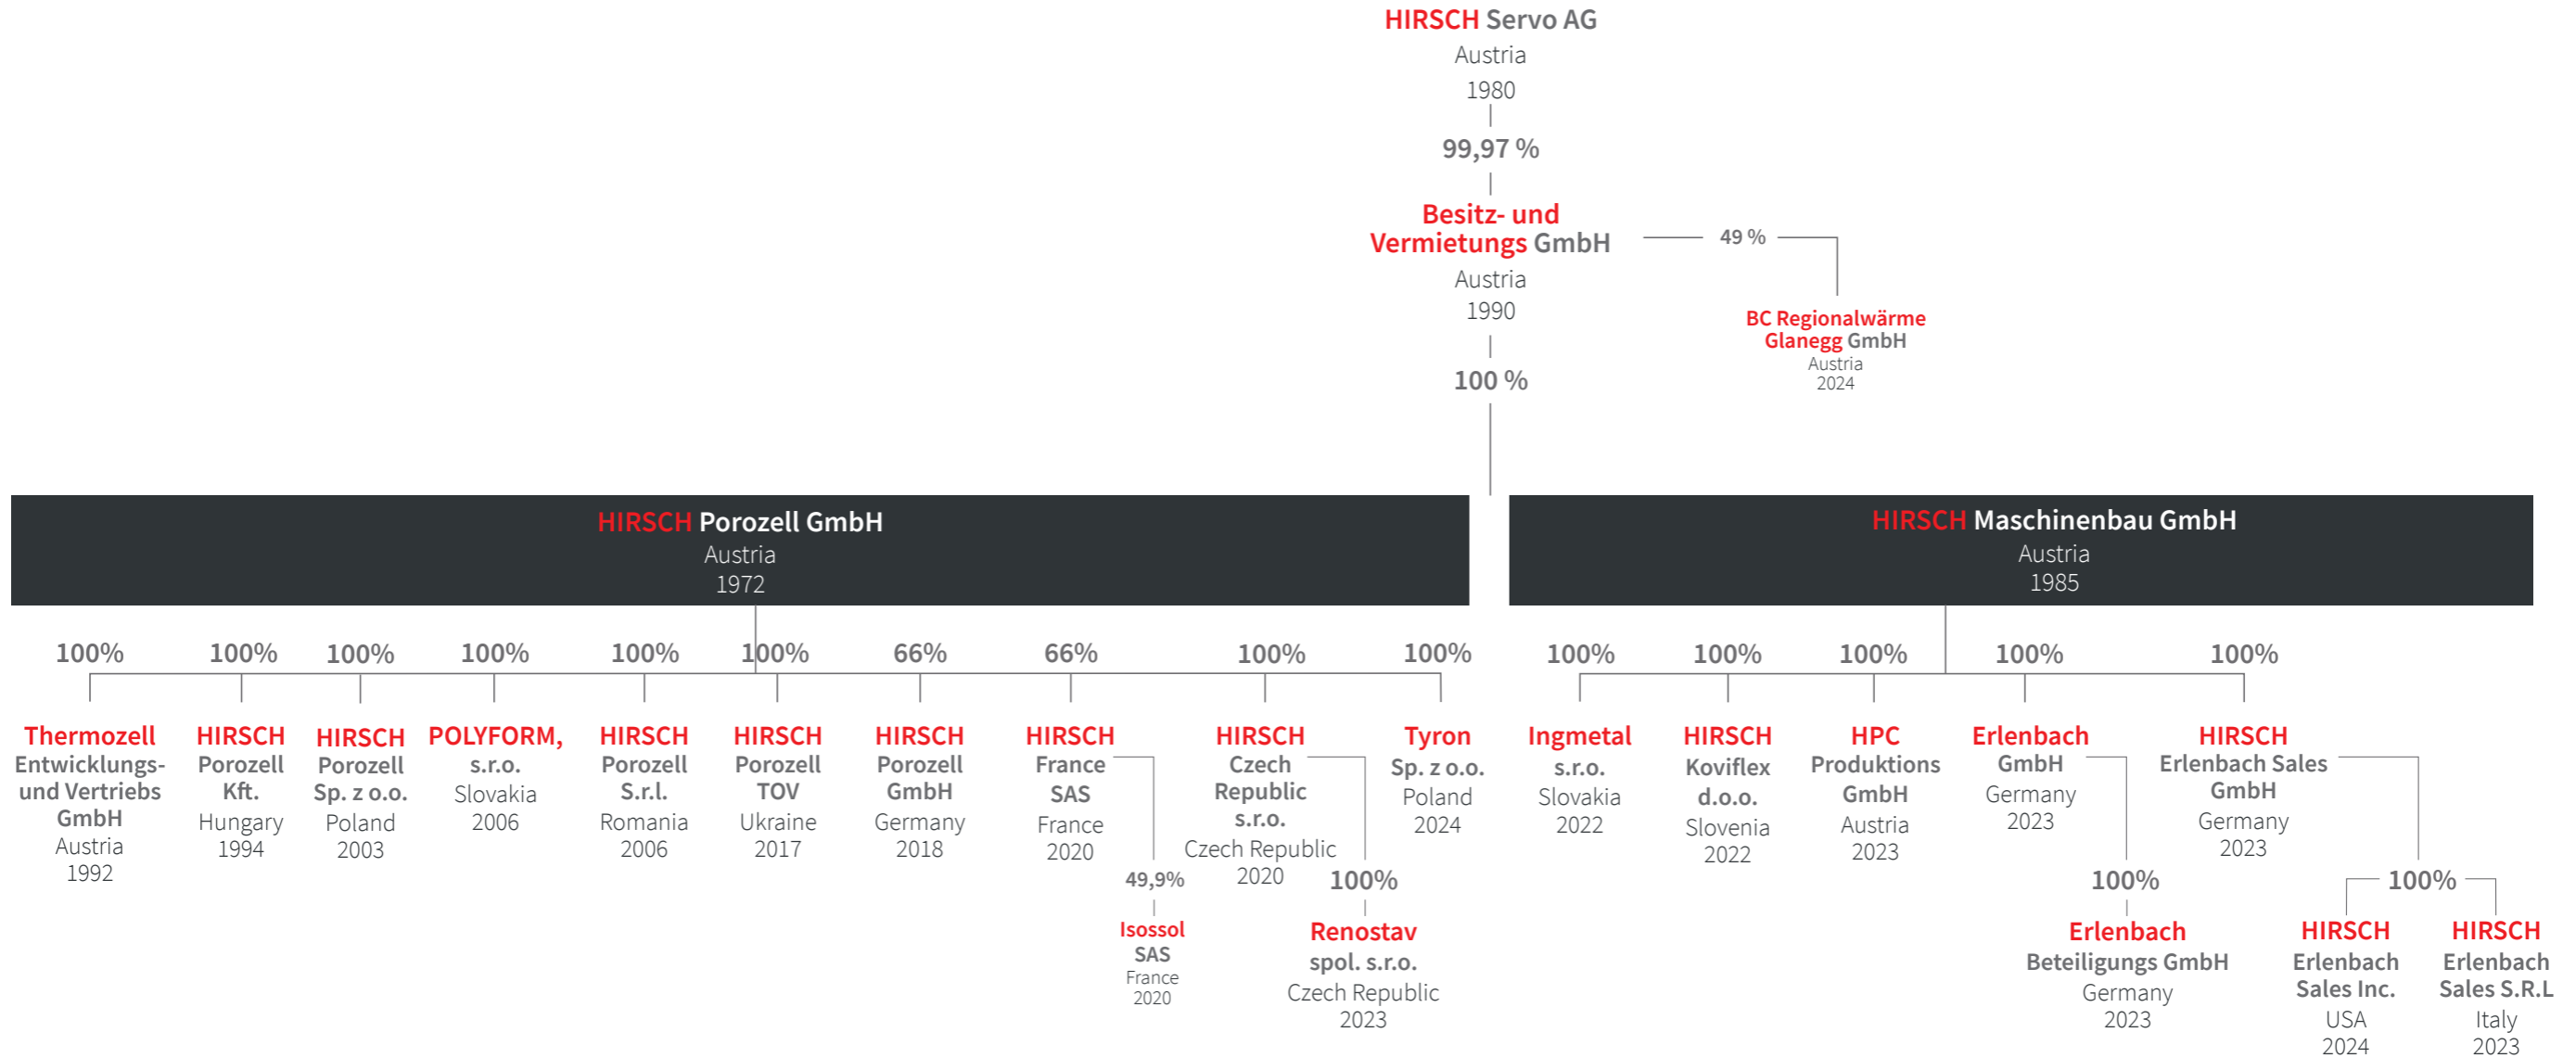 HIRSCH Servo AG
Austria
1980
99,97 %
Besitz- und
Vermietungs GmbH
Austria
1990
49 %
BC Regionalwärme
Glanegg GmbH
Austria
2024
100 %
HIRSCH Porozell GmbH
Austria
1972
HIRSCH Maschinenbau GmbH
Austria
1985
100%
Thermozell
Entwicklungs-
und Vertriebs
GmbH
Austria
1992
100%
HIRSCH
Porozell
Kft.
Hungary
1994
100%
HIRSCH
Porozell
Sp. z o.o.
Poland
2003
100%
POLYFORM,
s.r.o.
Slovakia
2006
100%
HIRSCH
Porozell
S.r.l.
Romania
2006
100%
HIRSCH
Porozell
TOV
Ukraine
2017
66%
HIRSCH
Porozell
GmbH
Germany
2018
66%
HIRSCH
France
SAS
France
2020
49,9%
Isossol
SAS
France
2020
100%
HIRSCH
Czech
Republic
s.r.o.
Czech Republic
2020
100%
Renostav
spol. s.r.o.
Czech Republic
2023
100%
Tyron
Sp. z o.o.
Poland
2024
100%
Ingmetal
s.r.o.
Slovakia
2022
100%
HIRSCH
Koviflex
d.o.o.
Slovenia
2022
100%
HPC
Produktions
GmbH
Austria
2023
100%
Erlenbach
GmbH
Germany
2023
100%
Erlenbach
Beteiligungs GmbH
Germany
2023
100%
HIRSCH
Erlenbach Sales
GmbH
Germany
2023
100%
HIRSCH
Erlenbach
Sales Inc.
USA
2024
HIRSCH
Erlenbach
Sales S.R.L
Italy
2023